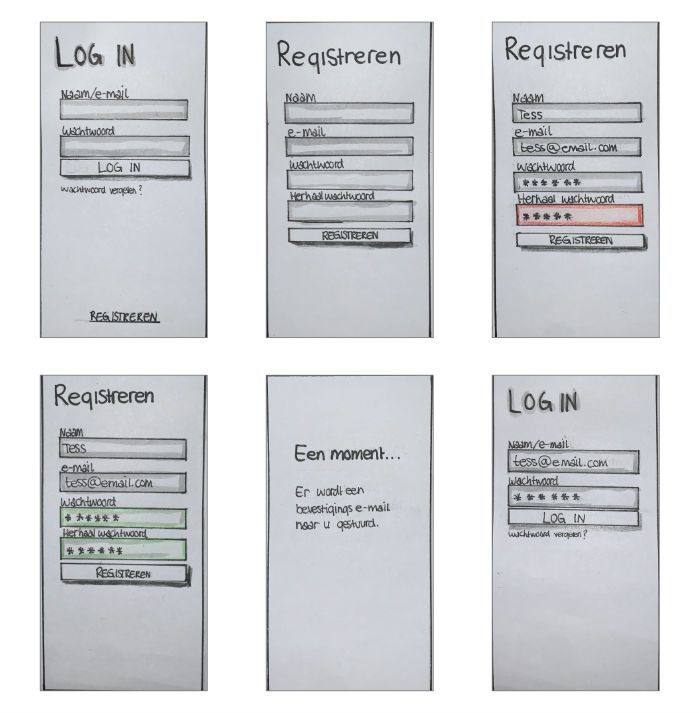 LOG IN
Naam/e-mail
Wachtwoord
LOG IN
Wachtwoord vergeten?
REGISTREREN
Registreren
Naam
e-mail
Wachtwoord
Herhaal wachtwoord
REGISTREREN
Registreren
Naam
Tess
e-mail
tess@email.com
Wachtwoord
******
Herhaal wachtwoord
*****
REGISTREREN
Registreren
Naam
Tess
e-mail
tess@email.com
Wachtwoord
******
Herhaal wachtwoord
******
REGISTREREN
Een moment...
Er wordt een
bevestigings e-mail
naar u gestuurd.
LOG IN
Naam/e-mail
tess@email.com
Wachtwoord
******
LOG IN
Wachtwoord vergeten?